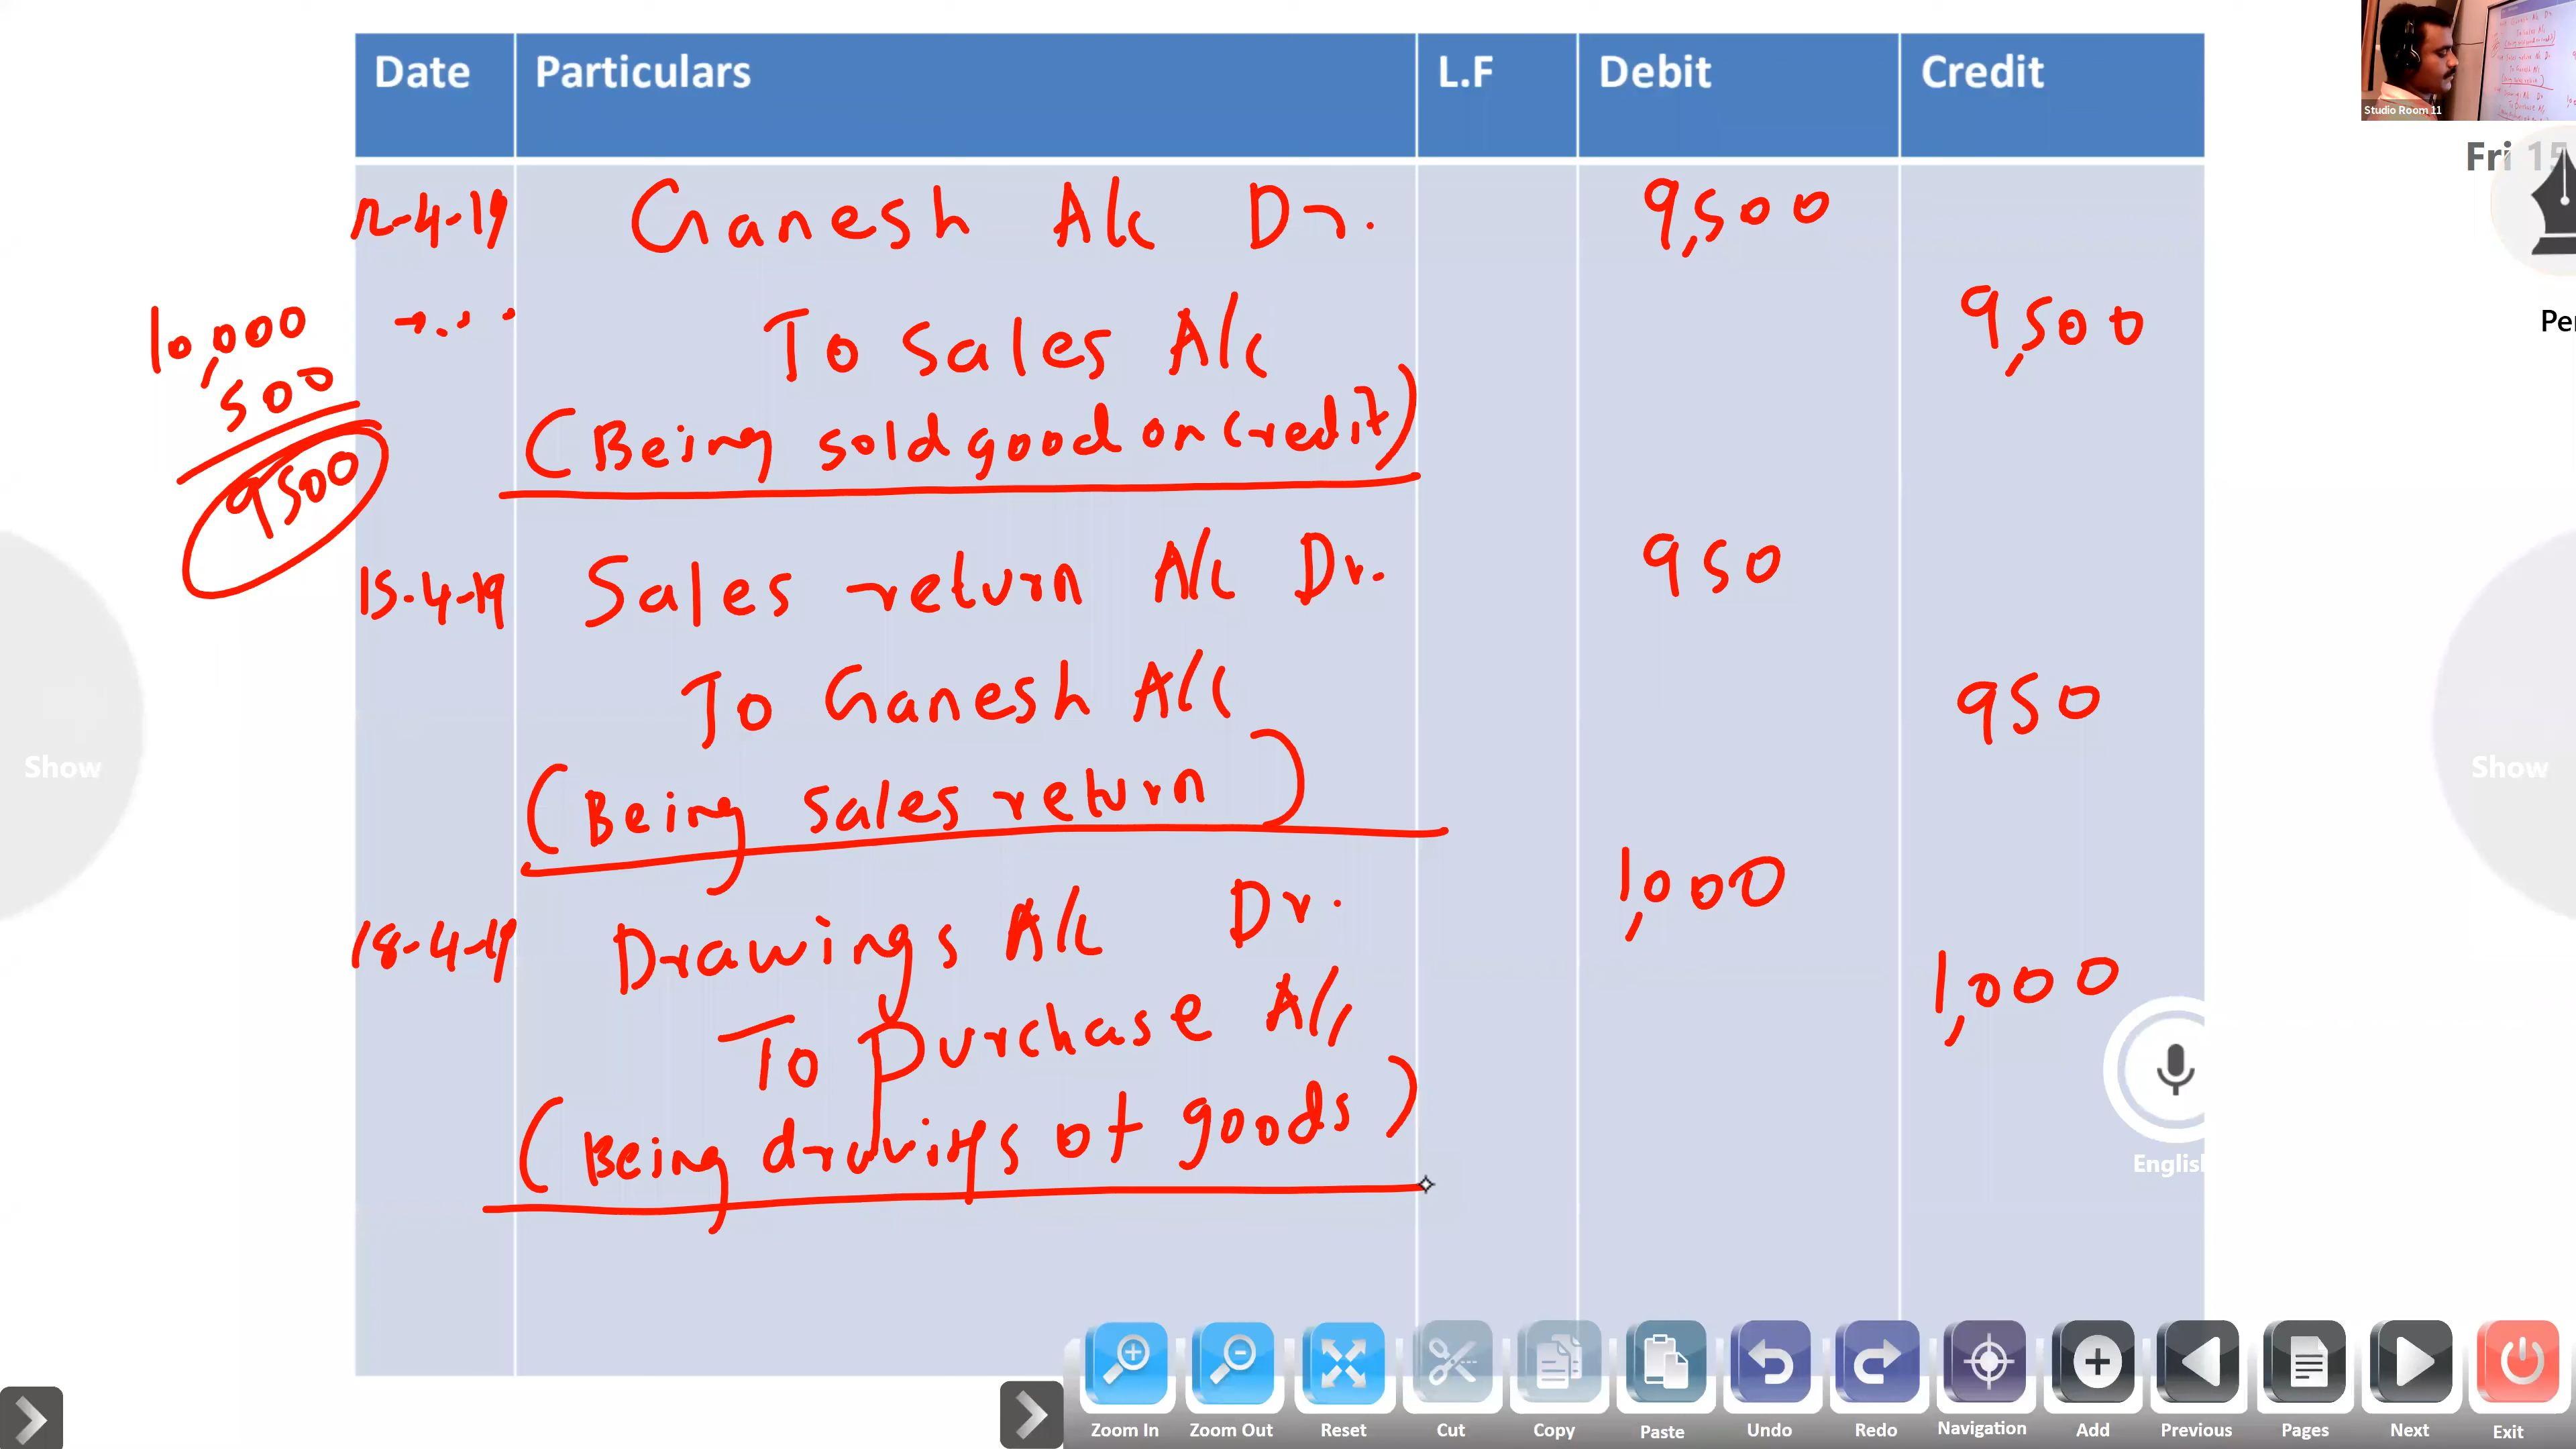 Date Particulars L.F Debit Credit
Studio Room 11
Fri 15
Pen
12-4-19 Ganesh A/c Dr. 9,500
To Sales A/c 9,500
(Being sold good on credit)
10,000
500
9500
15-4-19 Sales return A/c Dr. 950
To Ganesh A/c 950
(Being sales return)
18-4-19 Drawings A/c Dr. 1,000
To Purchase A/c 1,000
(Being drawings of goods)
Show
Show
English
Zoom In Zoom Out Reset Cut Copy Paste Undo Redo Navigation Add Previous Pages Next Exit